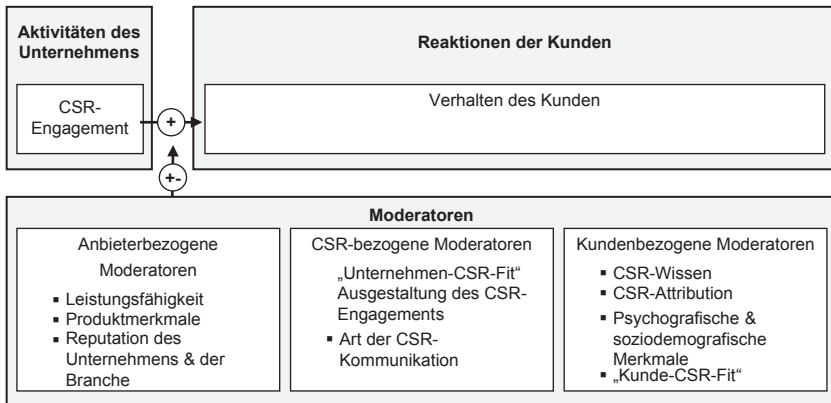 Aktivitäten des
Unternehmens
CSR-
Engagement
+
Reaktionen der Kunden
Verhalten des Kunden
+-
Moderatoren
Anbieterbezogene
Moderatoren
▪ Leistungsfähigkeit
▪ Produktmerkmale
▪ Reputation des
Unternehmens & der
Branche
CSR-bezogene Moderatoren
„Unternehmen-CSR-Fit“
Ausgestaltung des CSR-
Engagements
▪ Art der CSR-
Kommunikation
Kundenbezogene Moderatoren
▪ CSR-Wissen
▪ CSR-Attribution
▪ Psychografische &
soziodemografische
Merkmale
▪ „Kunde-CSR-Fit“